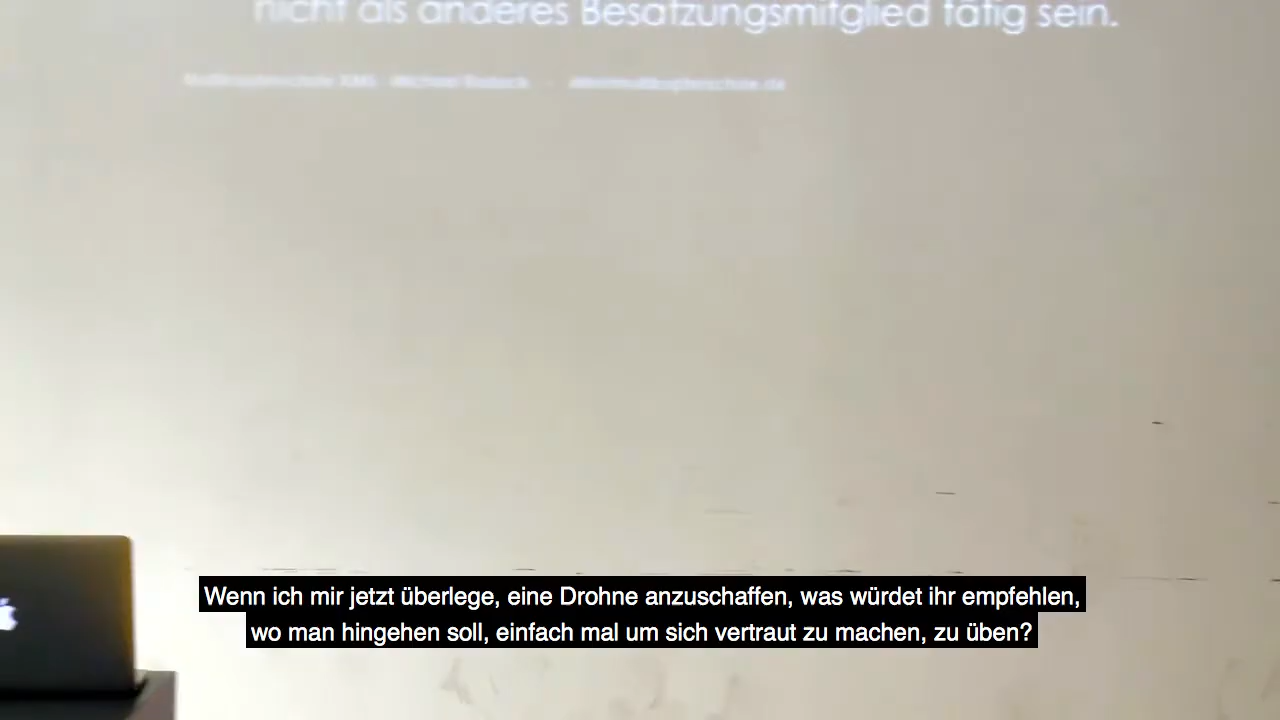 nicht als anderes Besatzungsmitglied tätig sein.
Wenn ich mir jetzt überlege, eine Drohne anzuschaffen, was würdet ihr empfehlen,
wo man hingehen soll, einfach mal um sich vertraut zu machen, zu üben?